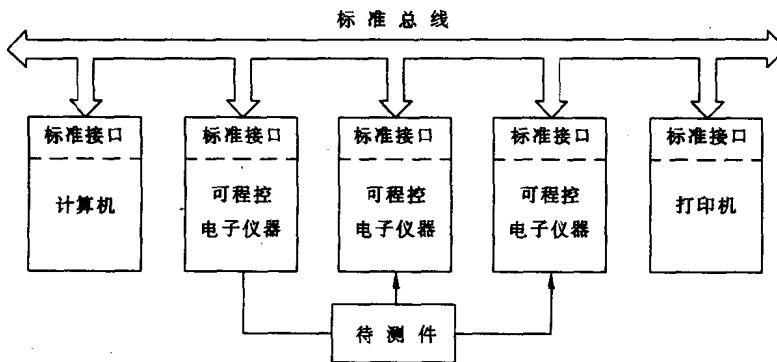 标准总线
标准接口
计算机
标准接口
可程控
电子仪器
标准接口
可程控
电子仪器
标准接口
可程控
电子仪器
标准接口
打印机
待测件